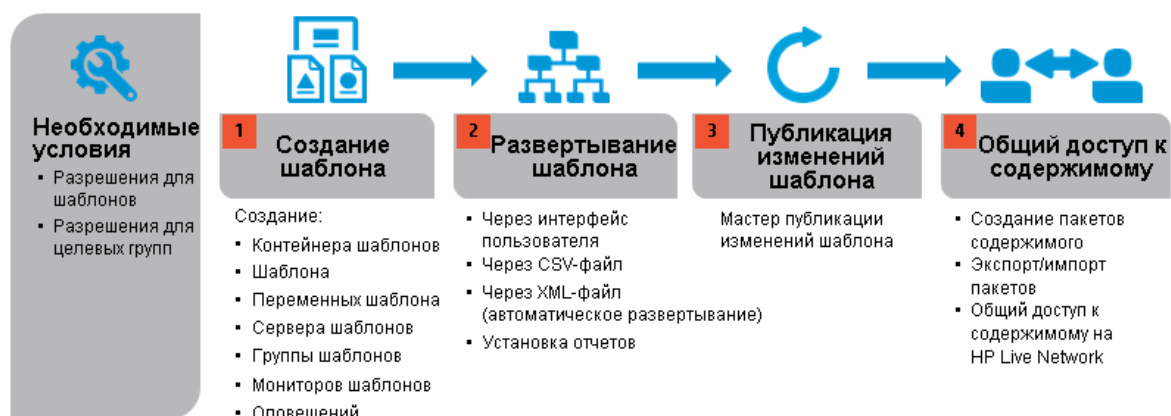 Необходимые
условия
▪ Разрешения для
шаблонов
▪ Разрешения для
целевых групп
1
Создание
шаблона
Создание:
▪ Контейнера шаблонов
▪ Шаблона
▪ Переменных шаблона
▪ Сервера шаблонов
▪ Группы шаблонов
▪ Мониторов шаблонов
▪ Оповещений
2
Развертывание
шаблона
▪ Через интерфейс
пользователя
▪ Через CSV-файл
▪ Через XML-файл
(автоматическое развертывание)
▪ Установка отчетов
3
Публикация
изменений
шаблона
Мастер публикации
изменений шаблона
4
Общий доступ к
содержимому
▪ Создание пакетов
содержимого
▪ Экспорт/импорт
пакетов
▪ Общий доступ к
содержимому на
HP Live Network